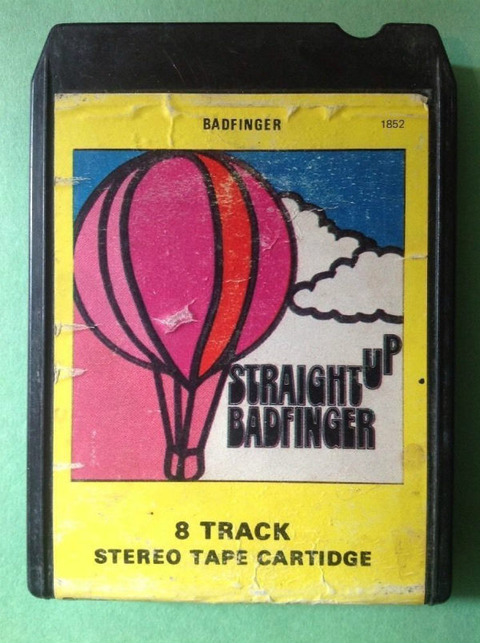 BADFINGER 1852
STRAIGHT UP
BADFINGER
8 TRACK
STEREO TAPE CARTIDGE